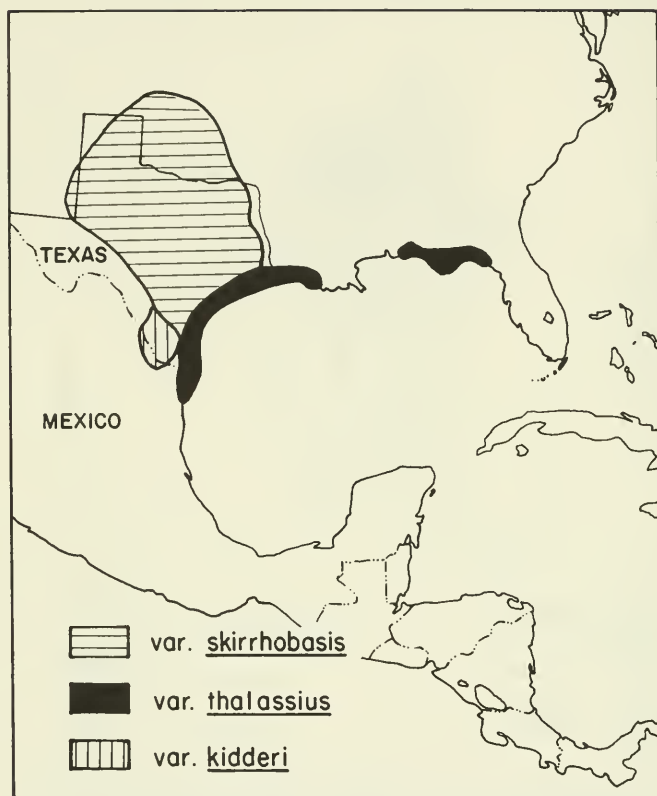 TEXAS
MEXICO
var. skirrhobasis
var. thalassius
var. kidderi